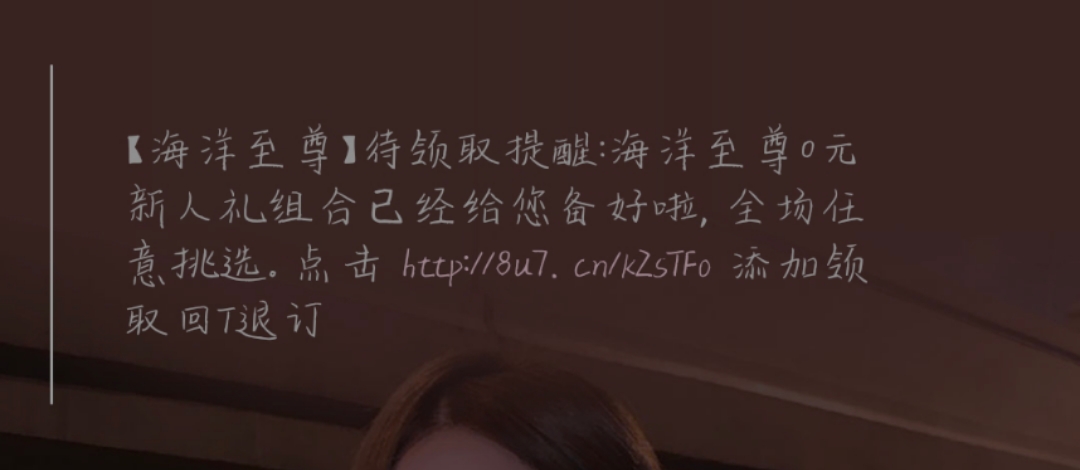 【海洋至尊】待领取提醒:海洋至尊0元
新人礼组合己经给您备好啦, 全场任
意挑选。点击 http://8u7.cn/kZsTFo 添加领
取回T退订